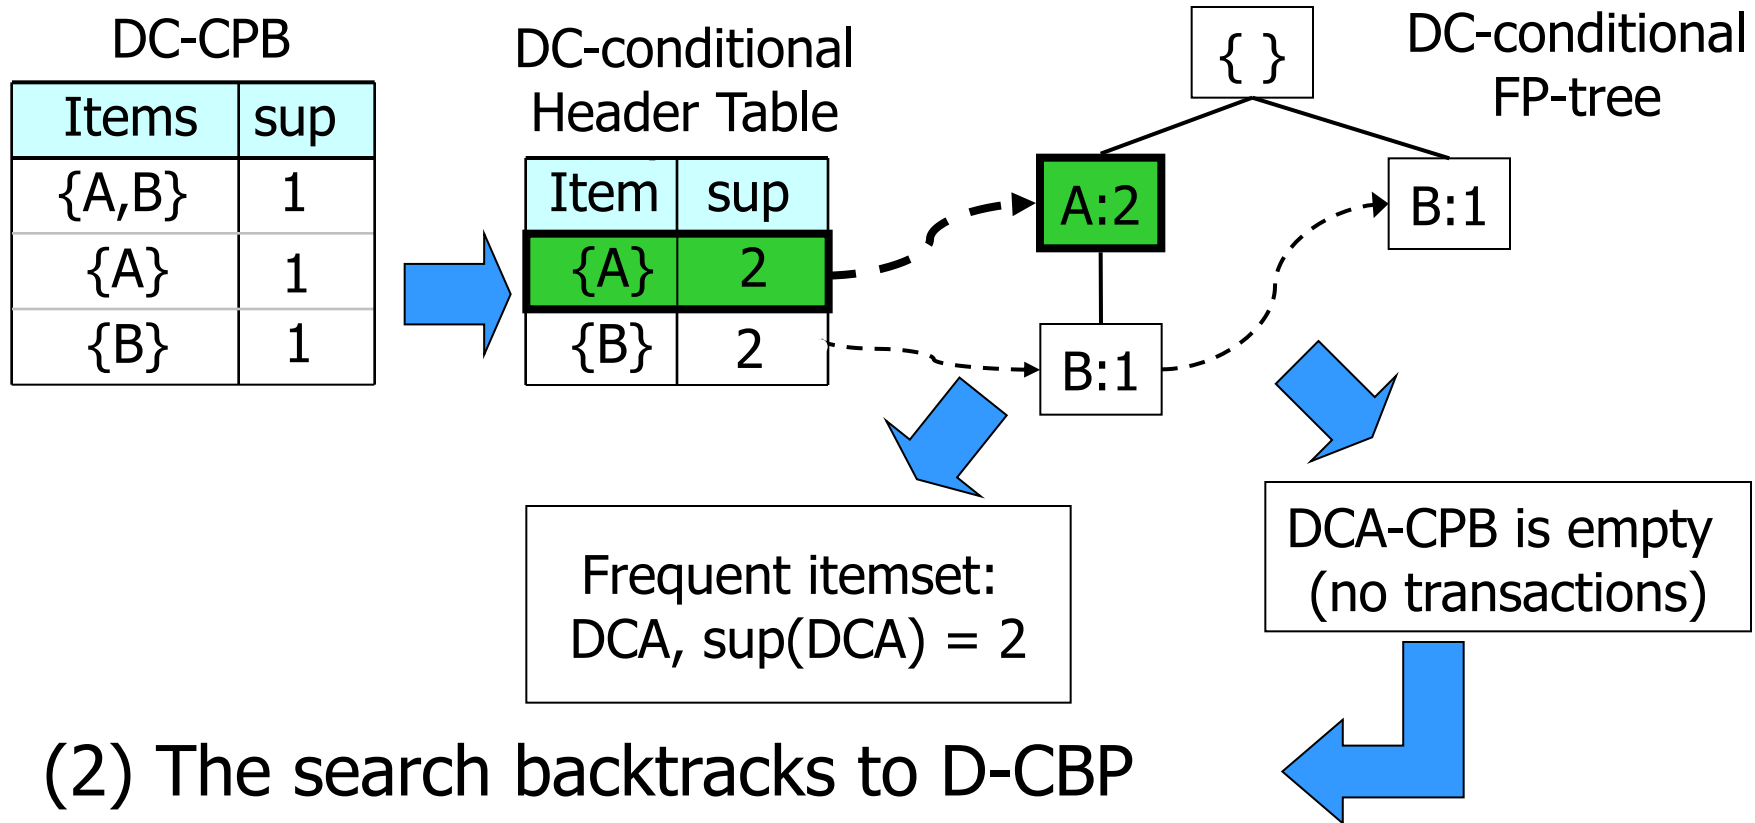 DC-CPB
Items sup
{A,B} 1
{A} 1
{B} 1
DC-conditional
Header Table
Item sup
{A} 2
{B} 2
DC-conditional
FP-tree
{ }
A:2
B:1
B:1
Frequent itemset:
DCA, sup(DCA) = 2
DCA-CPB is empty
(no transactions)
(2) The search backtracks to D-CBP